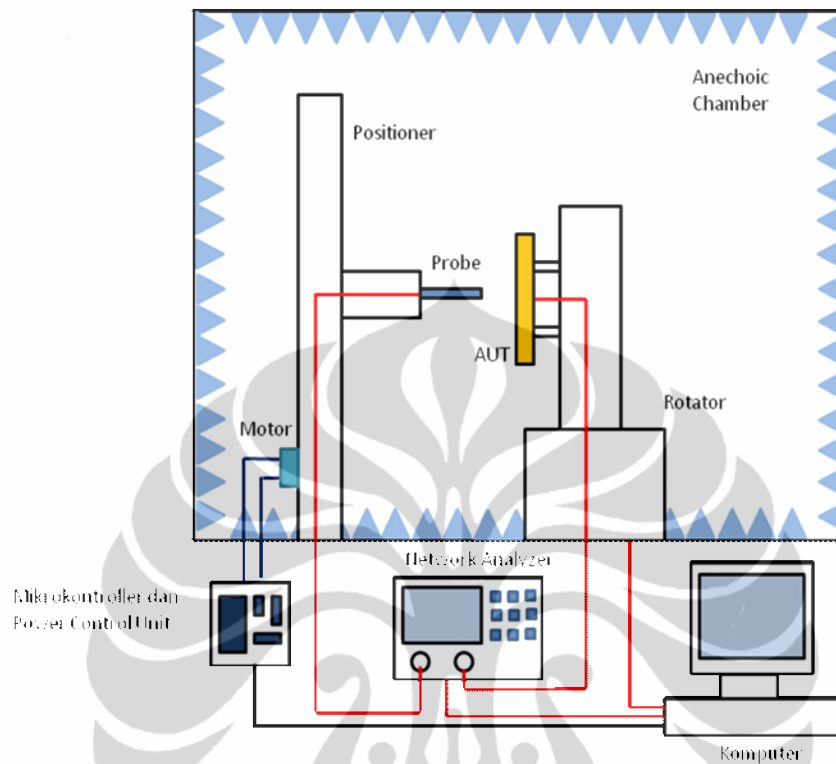 Anechoic
Chamber
Positioner
Probe
AUT
Rotator
Motor
Network Analyzer
Mikrokontroller dan
Power Control Unit
Komputer